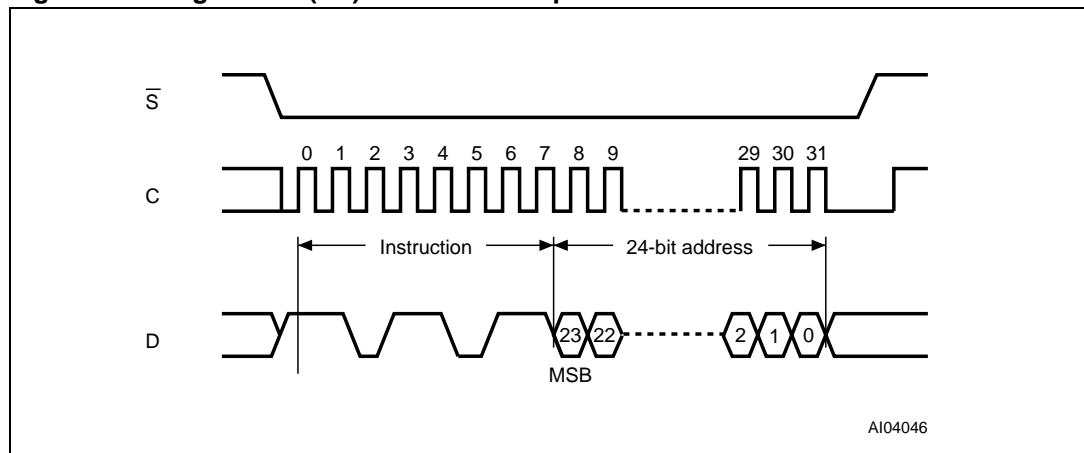 S
C
0 1 2 3 4 5 6 7 8 9 29 30 31
Instruction 24-bit address
D
23 22 2 1 0
MSB
AI04046